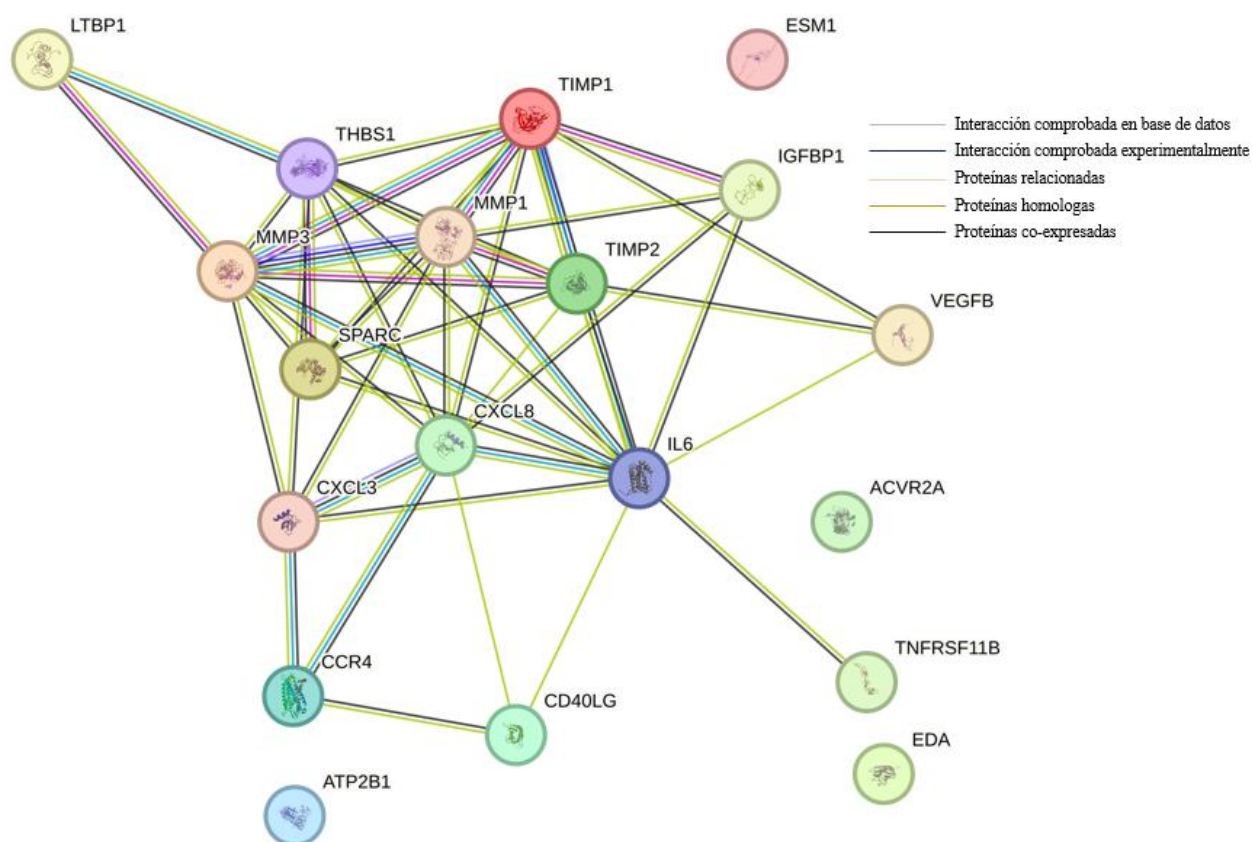 LTBP1
ESM1
TIMP1
THBS1
Interacción comprobada en base de datos
Interacción comprobada experimentalmente
Proteínas relacionadas
Proteínas homologas
Proteínas co-expresadas
IGFBP1
MMP1
MMP3
TIMP2
VEGFB
SPARC
CXCL8
IL6
CXCL3
ACVR2A
CCR4
TNFRSF11B
CD40LG
EDA
ATP2B1